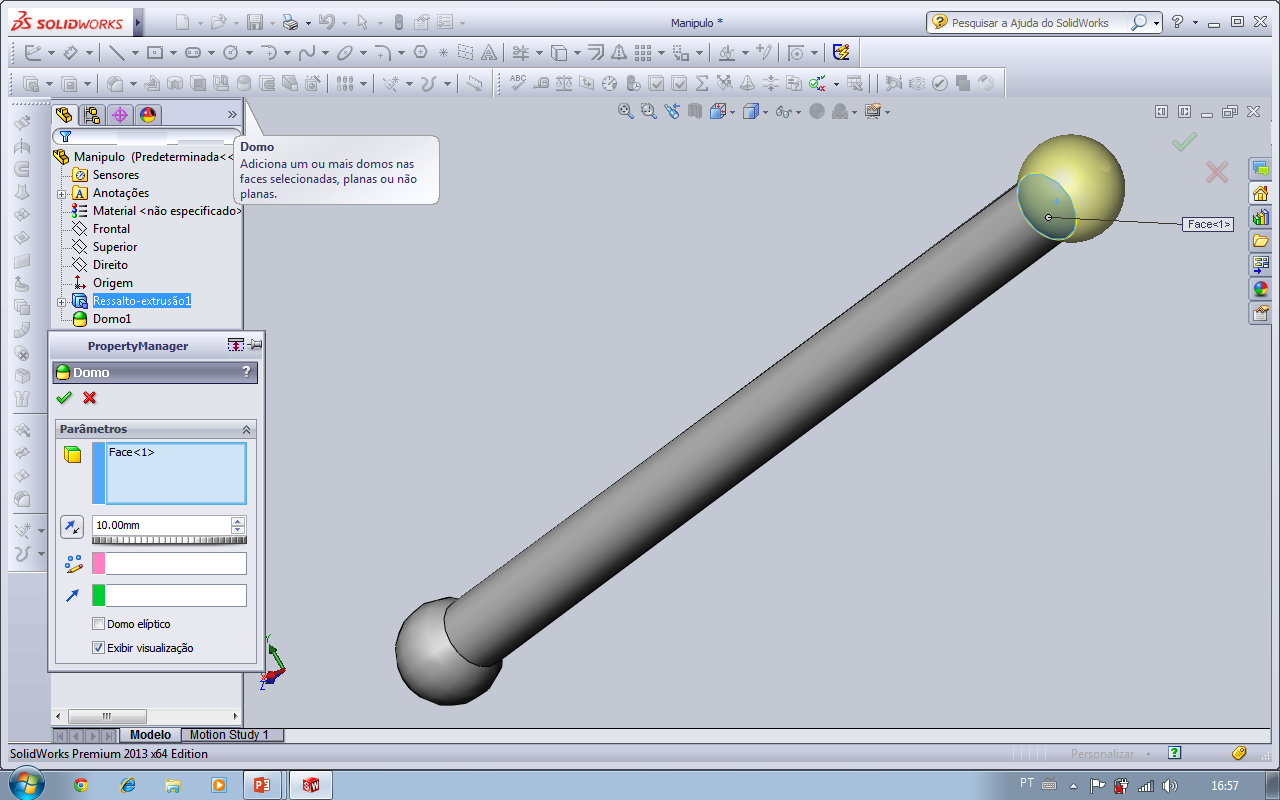 SOLIDWORKS
Manipulo *
Pesquisar a Ajuda do SolidWorks
?
ABC
»
Manipulo (Predeterminada<<
Sensores
Anotações
Material <não especificado>
Frontal
Superior
Direito
Origem
Ressalto-extrusão1
Domo1
Domo
Adiciona um ou mais domos nas
faces selecionadas, planas ou não
planas.
Face<1>
PropertyManager
Domo
?
Parâmetros
Face<1>
10.00mm
Domo elíptico
Exibir visualização
Y
Z
Modelo
Motion Study 1
SolidWorks Premium 2013 x64 Edition
Personalizar
?
PT
16:57